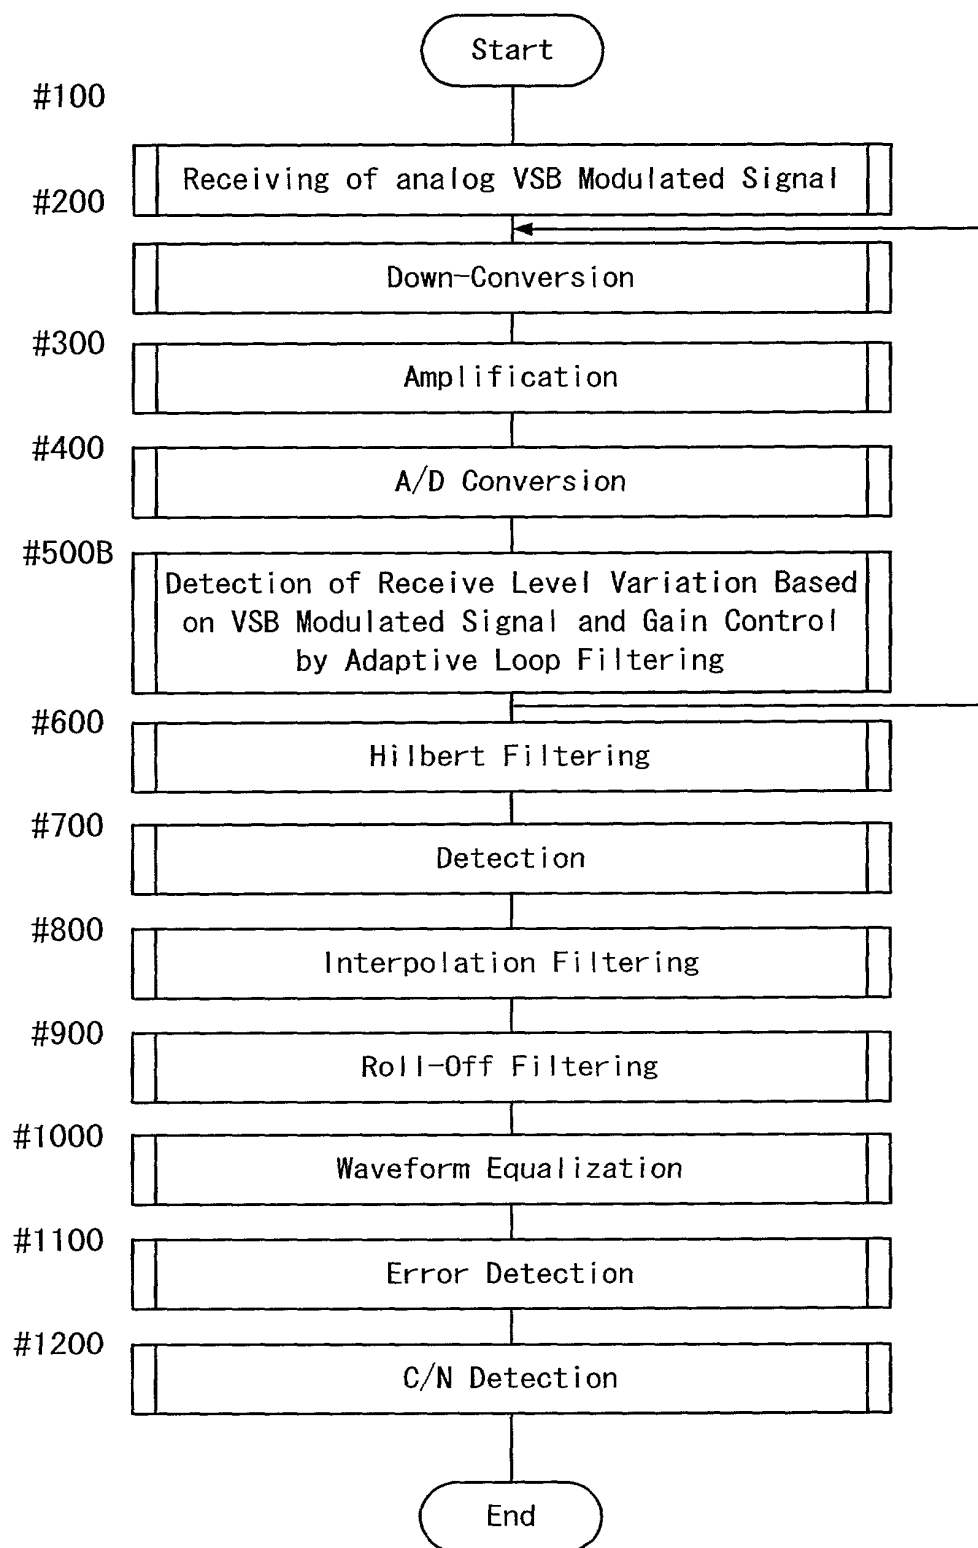 Start
#100
Receiving of analog VSB Modulated Signal
#200
Down-Conversion
#300
Amplification
#400
A/D Conversion
#500B
Detection of Receive Level Variation Based
on VSB Modulated Signal and Gain Control
by Adaptive Loop Filtering
#600
Hilbert Filtering
#700
Detection
#800
Interpolation Filtering
#900
Roll-Off Filtering
#1000
Waveform Equalization
#1100
Error Detection
#1200
C/N Detection
End